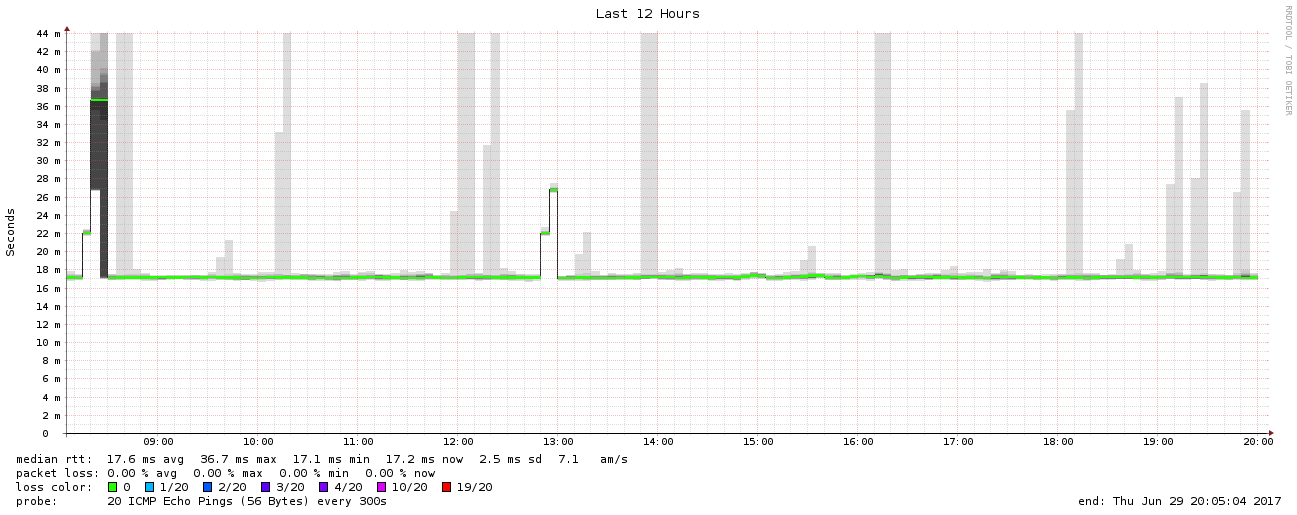 Last 12 Hours
RRDTOOL / TOBI OETIKER
Seconds
44 m
42 m
40 m
38 m
36 m
34 m
32 m
30 m
28 m
26 m
24 m
22 m
20 m
18 m
16 m
14 m
12 m
10 m
8 m
6 m
4 m
2 m
0
09:00 10:00 11:00 12:00 13:00 14:00 15:00 16:00 17:00 18:00 19:00 20:00
median rtt: 17.6 ms avg 36.7 ms max 17.1 ms min 17.2 ms now 2.5 ms sd 7.1 am/s
packet loss: 0.00 % avg 0.00 % max 0.00 % min 0.00 % now
loss color: 0 1/20 2/20 3/20 4/20 10/20 19/20
probe: 20 ICMP Echo Pings (56 Bytes) every 300s end: Thu Jun 29 20:05:04 2017